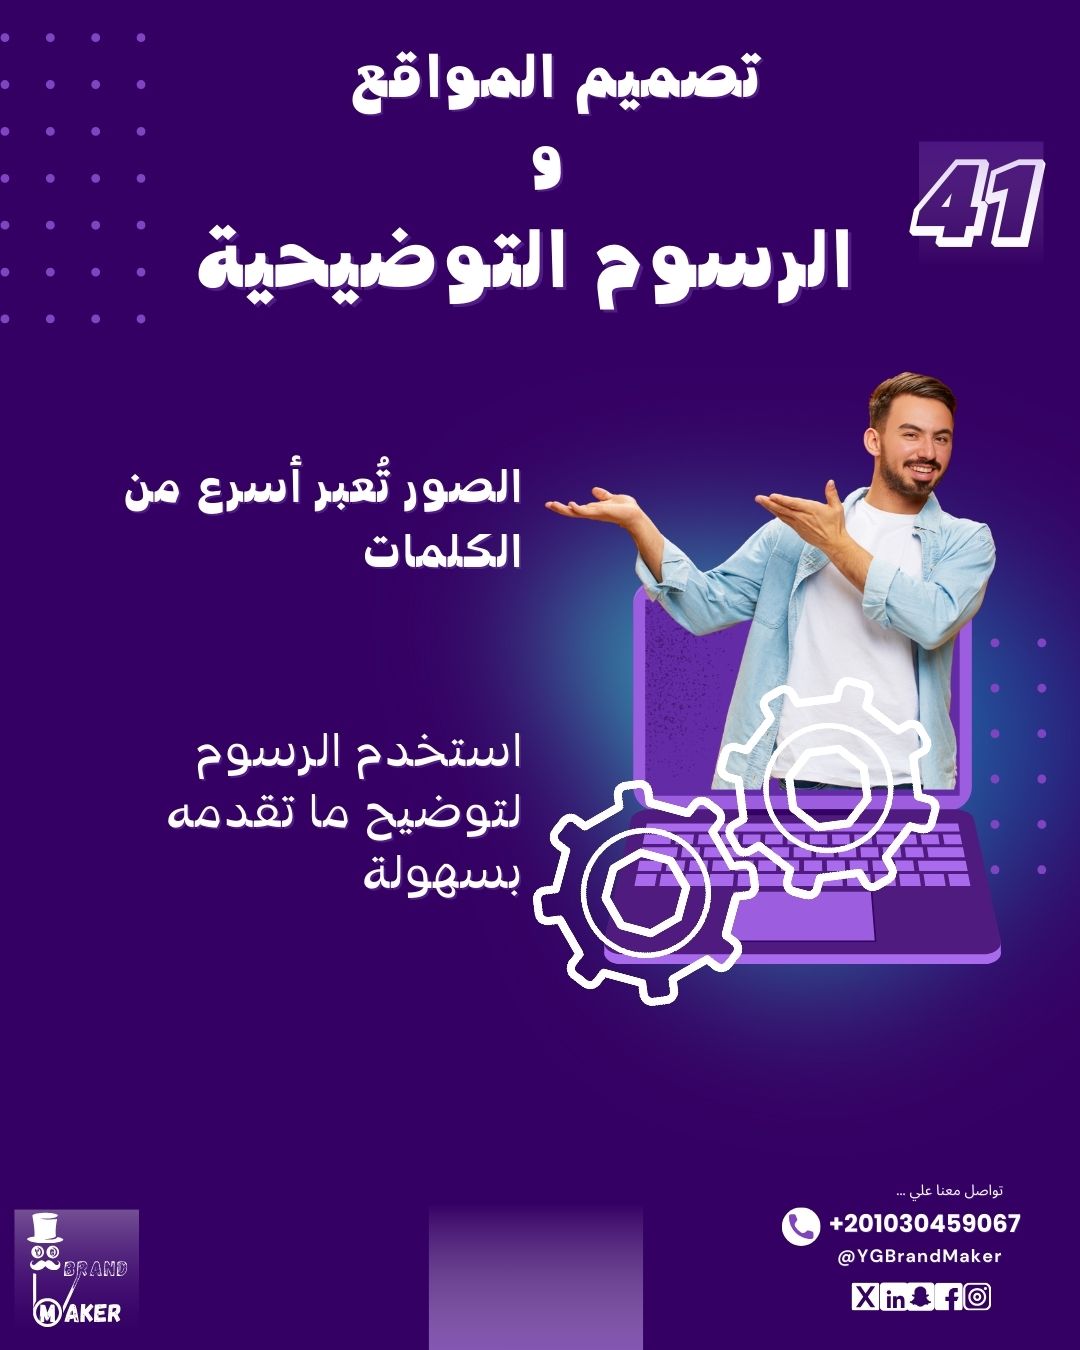 تصميم المواقع
و
الرسوم التوضيحية
41
الصور تُعبر أسرع من
الكلمات
استخدم الرسوم
لتوضيح ما تقدمه
بسهولة
تواصل معنا علي ...
+201030459067
@YGBrandMaker
BRAND
MAKER